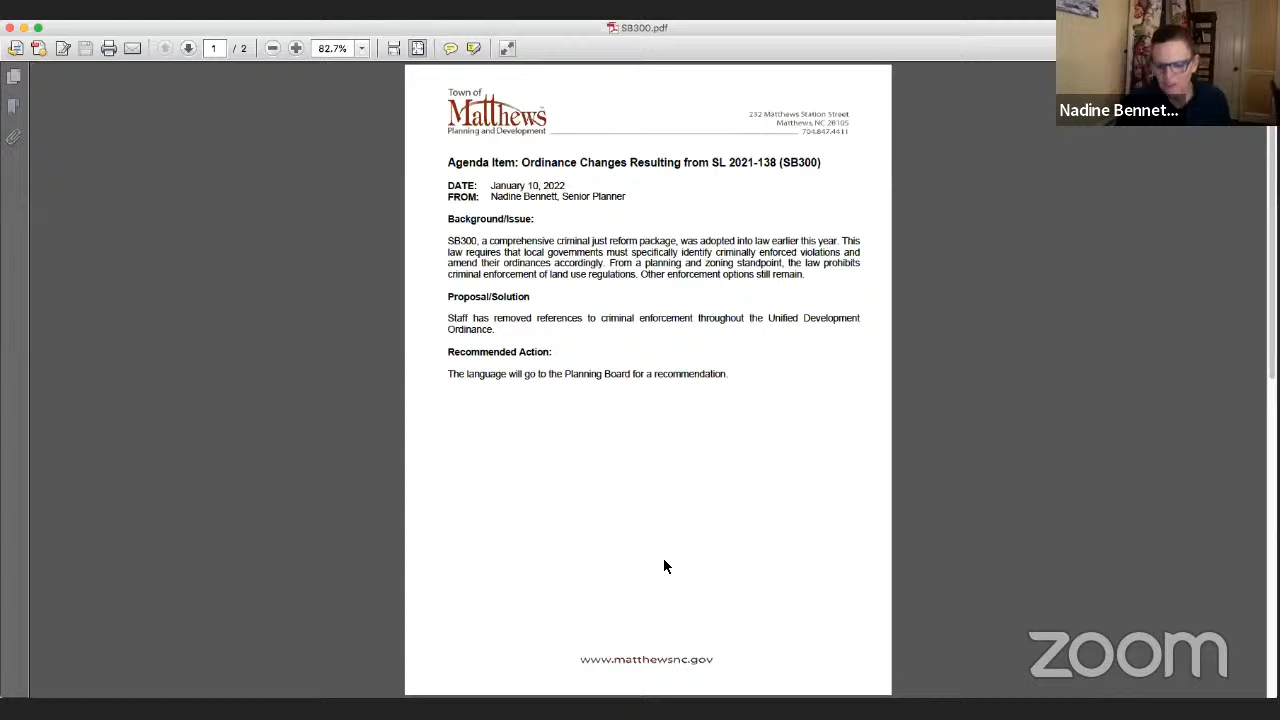 SB300.pdf
1 / 2 82.7%
Nadine Bennet...
Town of
Matthews
Planning and Development
232 Matthews Station Street
Matthews, NC 28105
704.847.4411
Agenda Item: Ordinance Changes Resulting from SL 2021-138 (SB300)
DATE: January 10, 2022
FROM: Nadine Bennett, Senior Planner
Background/Issue:
SB300, a comprehensive criminal just reform package, was adopted into law earlier this year. This
law requires that local governments must specifically identify criminally enforced violations and
amend their ordinances accordingly. From a planning and zoning standpoint, the law prohibits
criminal enforcement of land use regulations. Other enforcement options still remain.
Proposal/Solution
Staff has removed references to criminal enforcement throughout the Unified Development
Ordinance.
Recommended Action:
The language will go to the Planning Board for a recommendation.
www.matthewsnc.gov
zoom